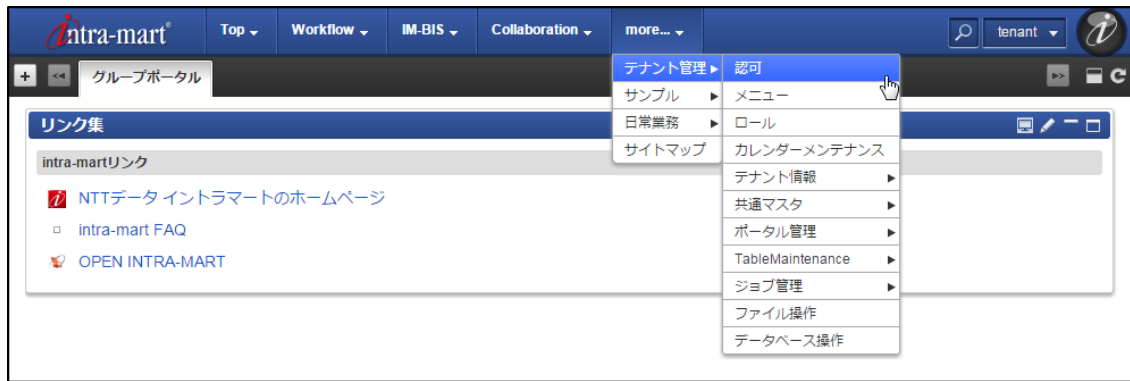 intra-mart®
Top
Workflow
IM-BIS
Collaboration
more...
tenant
グループポータル
テナント管理
サンプル
日常業務
サイトマップ
認可
メニュー
ロール
カレンダーメンテナンス
テナント情報
共通マスタ
ポータル管理
TableMaintenance
ジョブ管理
ファイル操作
データベース操作
リンク集
intra-martリンク
NTTデータ イントラマートのホームページ
intra-mart FAQ
OPEN INTRA-MART